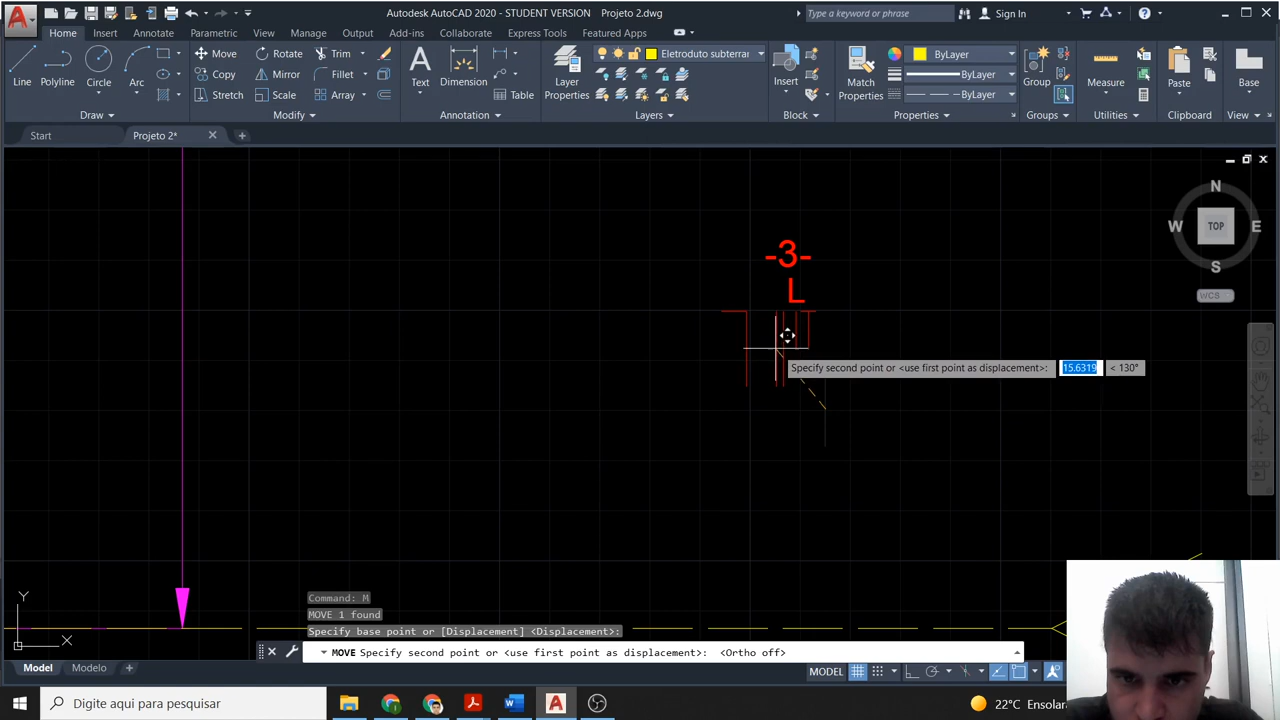 Autodesk AutoCAD 2020 - STUDENT VERSION Projeto 2.dwg
Type a keyword or phrase
Sign In
Home Insert Annotate Parametric View Manage Output Add-ins Collaborate Express Tools Featured Apps
Line Polyline Circle Arc
Move Rotate Trim
Copy Mirror Fillet
Stretch Scale Array
Text Dimension Table
Layer Properties
Eletroduto subterrar
Insert
Match Properties
ByLayer
ByLayer
ByLayer
Group Measure Paste Base
Draw Modify Annotation Layers Block Properties Groups Utilities Clipboard View
Start Projeto 2*
N
W TOP E
S
WCS
-3-
L
Specify second point or <use first point as displacement>: 15.6319 < 130°
Y
X
Command: M
MOVE 1 found
Specify base point or [Displacement] <Displacement>:
MOVE Specify second point or <use first point as displacement>: <Ortho off>
Model Modelo
MODEL
Digite aqui para pesquisar
22°C Ensolara